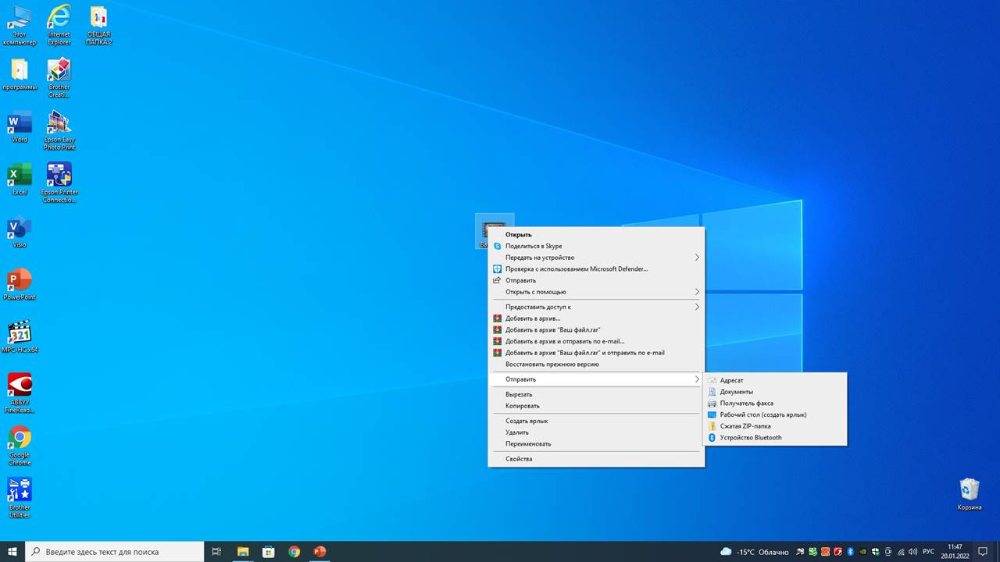 Этот
компьютер
Internet
Explorer
ОБЩАЯ
ПАПКА 2
программы
Brother
Creati...
Word
Epson Easy
Photo Print
Excel
Epson Printer
Connectio...
Visio
PowerPoint
MPC-HC x64
ABBYY
FineRead...
Google
Chrome
Brother
Utilities
Открыть
Поделиться в Skype
Передать на устройство
Проверка с использованием Microsoft Defender...
Отправить
Открыть с помощью
Предоставить доступ к
Добавить в архив...
Добавить в архив "Ваш файл.rar"
Добавить в архив и отправить по e-mail...
Добавить в архив "Ваш файл.rar" и отправить по e-mail
Восстановить прежнюю версию
Отправить
Вырезать
Копировать
Создать ярлык
Удалить
Переименовать
Свойства
Адресат
Документы
Получатель факса
Рабочий стол (создать ярлык)
Сжатая ZIP-папка
Устройство Bluetooth
Корзина
Введите здесь текст для поиска
-15°C Облачно
РУС
11:47
20.01.2022